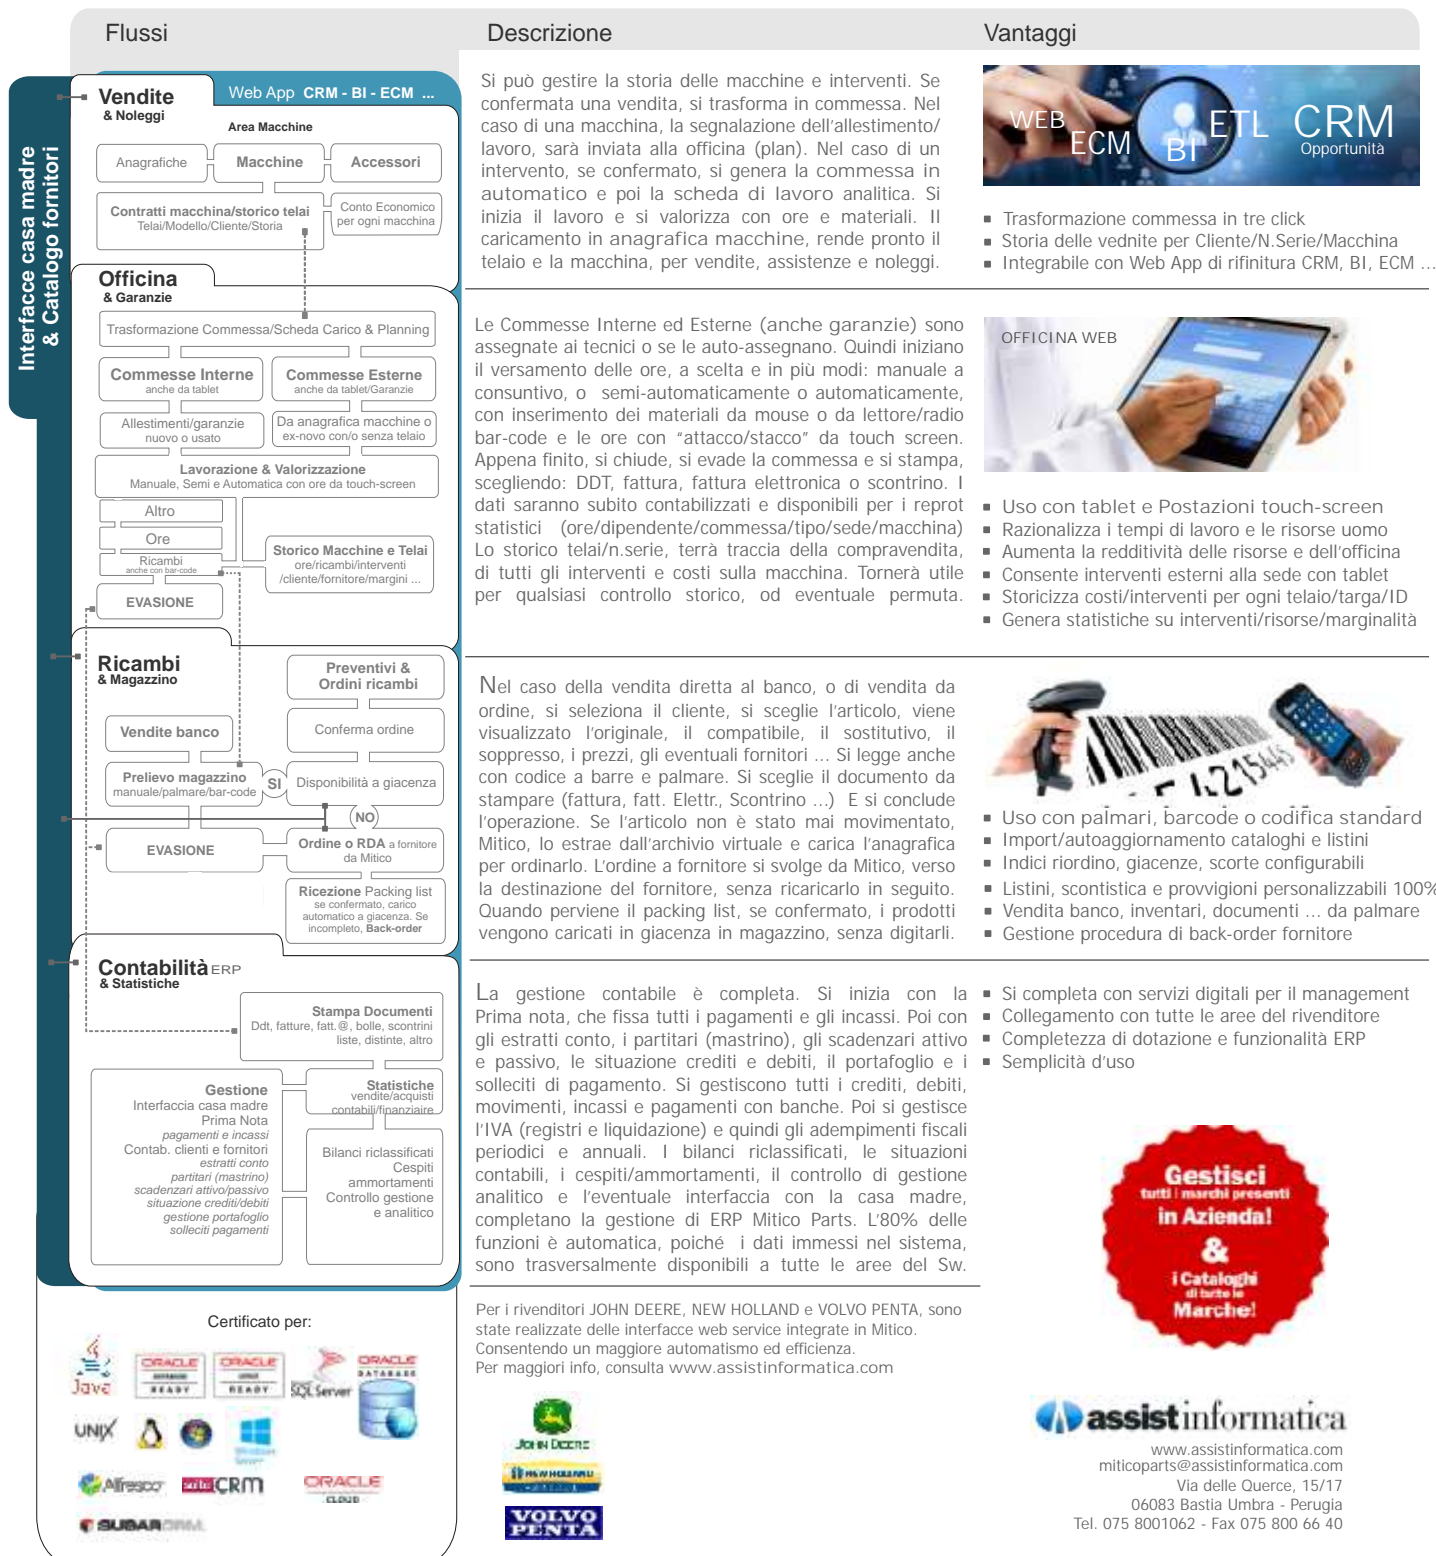 Flussi
Descrizione
Vantaggi
Interfacce casa madre
& Catalogo fornitori
Vendite
& Noleggi
Web App CRM - BI - ECM ...
Area Macchine
Anagrafiche
Macchine
Accessori
Contratti macchina/storico telai
Telai/Modello/Cliente/Storia
Conto Economico
per ogni macchina
Si può gestire la storia delle macchine e interventi. Se
confermata una vendita, si trasforma in commessa. Nel
caso di una macchina, la segnalazione dell'allestimento/
lavoro, sarà inviata alla officina (plan). Nel caso di un
intervento, se confermato, si genera la commessa in
automatico e poi la scheda di lavoro analitica. Si
inizia il lavoro e si valorizza con ore e materiali. Il
caricamento in anagrafica macchine, rende pronto il
telaio e la macchina, per vendite, assistenze e noleggi.
WEB
ECM
BI
ETL
CRM
Opportunità
▪ Trasformazione commessa in tre click
▪ Storia delle vednite per Cliente/N.Serie/Macchina
▪ Integrabile con Web App di rifinitura CRM, BI, ECM ...
Officina
& Garanzie
Trasformazione Commessa/Scheda Carico & Planning
Commesse Interne
anche da tablet
Commesse Esterne
anche da tablet/Garanzie
Allestimenti/garanzie
nuovo o usato
Da anagrafica macchine o
ex-novo con/o senza telaio
Lavorazione & Valorizzazione
Manuale, Semi e Automatica con ore da touch-screen
Altro
Ore
Ricambi
anche con bar-code
EVASIONE
Storico Macchine e Telai
ore/ricambi/interventi
/cliente/fornitore/margini ...
Le Commesse Interne ed Esterne (anche garanzie) sono
assegnate ai tecnici o se le auto-assegnano. Quindi iniziano
il versamento delle ore, a scelta e in più modi: manuale a
consuntivo, o semi-automaticamente o automaticamente,
con inserimento dei materiali da mouse o da lettore/radio
bar-code e le ore con "attacco/stacco" da touch screen.
Appena finito, si chiude, si evade la commessa e si stampa,
scegliendo: DDT, fattura, fattura elettronica o scontrino. I
dati saranno subito contabilizzati e disponibili per i reprot
statistici (ore/dipendente/commessa/tipo/sede/macchina)
Lo storico telai/n.serie, terrà traccia della compravendita,
di tutti gli interventi e costi sulla macchina. Tornerà utile
per qualsiasi controllo storico, od eventuale permuta.
OFFICINA WEB
▪ Uso con tablet e Postazioni touch-screen
▪ Razionalizza i tempi di lavoro e le risorse uomo
▪ Aumenta la redditività delle risorse e dell'officina
▪ Consente interventi esterni alla sede con tablet
▪ Storicizza costi/interventi per ogni telaio/targa/ID
▪ Genera statistiche su interventi/risorse/marginalità
Ricambi
& Magazzino
Preventivi &
Ordini ricambi
Vendite banco
Conferma ordine
Prelievo magazzino
manuale/palmare/bar-code
SI
Disponibilità a giacenza
NO
EVASIONE
Ordine o RDA a fornitore
da Mitico
Ricezione Packing list
se confermato, carico
automatico a giacenza. Se
incompleto, Back-order
Nel caso della vendita diretta al banco, o di vendita da
ordine, si seleziona il cliente, si sceglie l'articolo, viene
visualizzato l'originale, il compatibile, il sostitutivo, il
soppresso, i prezzi, gli eventuali fornitori ... Si legge anche
con codice a barre e palmare. Si sceglie il documento da
stampare (fattura, fatt. Elettr., Scontrino ...) E si conclude
l'operazione. Se l'articolo non è stato mai movimentato,
Mitico, lo estrae dall'archivio virtuale e carica l'anagrafica
per ordinarlo. L'ordine a fornitore si svolge da Mitico, verso
la destinazione del fornitore, senza ricaricarlo in seguito.
Quando perviene il packing list, se confermato, i prodotti
vengono caricati in giacenza in magazzino, senza digitarli.
54215445
▪ Uso con palmari, barcode o codifica standard
▪ Import/autoaggiornamento cataloghi e listini
▪ Indici riordino, giacenze, scorte configurabili
▪ Listini, scontistica e provvigioni personalizzabili 100%
▪ Vendita banco, inventari, documenti ... da palmare
▪ Gestione procedura di back-order fornitore
Contabilità ERP
& Statistiche
Stampa Documenti
Ddt, fatture, fatt.@, bolle, scontrini
liste, distinte, altro
Gestione
Interfaccia casa madre
Prima Nota
pagamenti e incassi
Contab. clienti e fornitori
estratti conto
partitari (mastrino)
scadenzari attivo/passivo
situazione crediti/debiti
gestione portafoglio
solleciti pagamenti
Statistiche
vendite/acquisti
contabili/finanziaire
Bilanci riclassificati
Cespiti
ammortamenti
Controllo gestione
e analitico
La gestione contabile è completa. Si inizia con la
Prima nota, che fissa tutti i pagamenti e gli incassi. Poi con
gli estratti conto, i partitari (mastrino), gli scadenzari attivo
e passivo, le situazione crediti e debiti, il portafoglio e i
solleciti di pagamento. Si gestiscono tutti i crediti, debiti,
movimenti, incassi e pagamenti con banche. Poi si gestisce
l'IVA (registri e liquidazione) e quindi gli adempimenti fiscali
periodici e annuali. I bilanci riclassificati, le situazioni
contabili, i cespiti/ammortamenti, il controllo di gestione
analitico e l'eventuale interfaccia con la casa madre,
completano la gestione di ERP Mitico Parts. L'80% delle
funzioni è automatica, poiché i dati immessi nel sistema,
sono trasversalmente disponibili a tutte le aree del Sw.
▪ Si completa con servizi digitali per il management
▪ Collegamento con tutte le aree del rivenditore
▪ Completezza di dotazione e funzionalità ERP
▪ Semplicità d'uso
Gestisci
tutti i marchi presenti
in Azienda!
&
i Cataloghi
di tutte le
Marche!
Certificato per:
Java
ORACLE
READY
ORACLE
READY
SQL Server
ORACLE
DATABASE
UNIX
Windows
Server
Alfresco
CRM
ORACLE
CLOUD
Per i rivenditori JOHN DEERE, NEW HOLLAND e VOLVO PENTA, sono
state realizzate delle interfacce web service integrate in Mitico.
Consentendo un maggiore automatismo ed efficienza.
Per maggiori info, consulta www.assistinformatica.com
JOHN DEERE
NEW HOLLAND
VOLVO
PENTA
assistinformatica
www.assistinformatica.com
miticoparts@assistinformatica.com
Via delle Querce, 15/17
06083 Bastia Umbra - Perugia
Tel. 075 8001062 - Fax 075 800 66 40